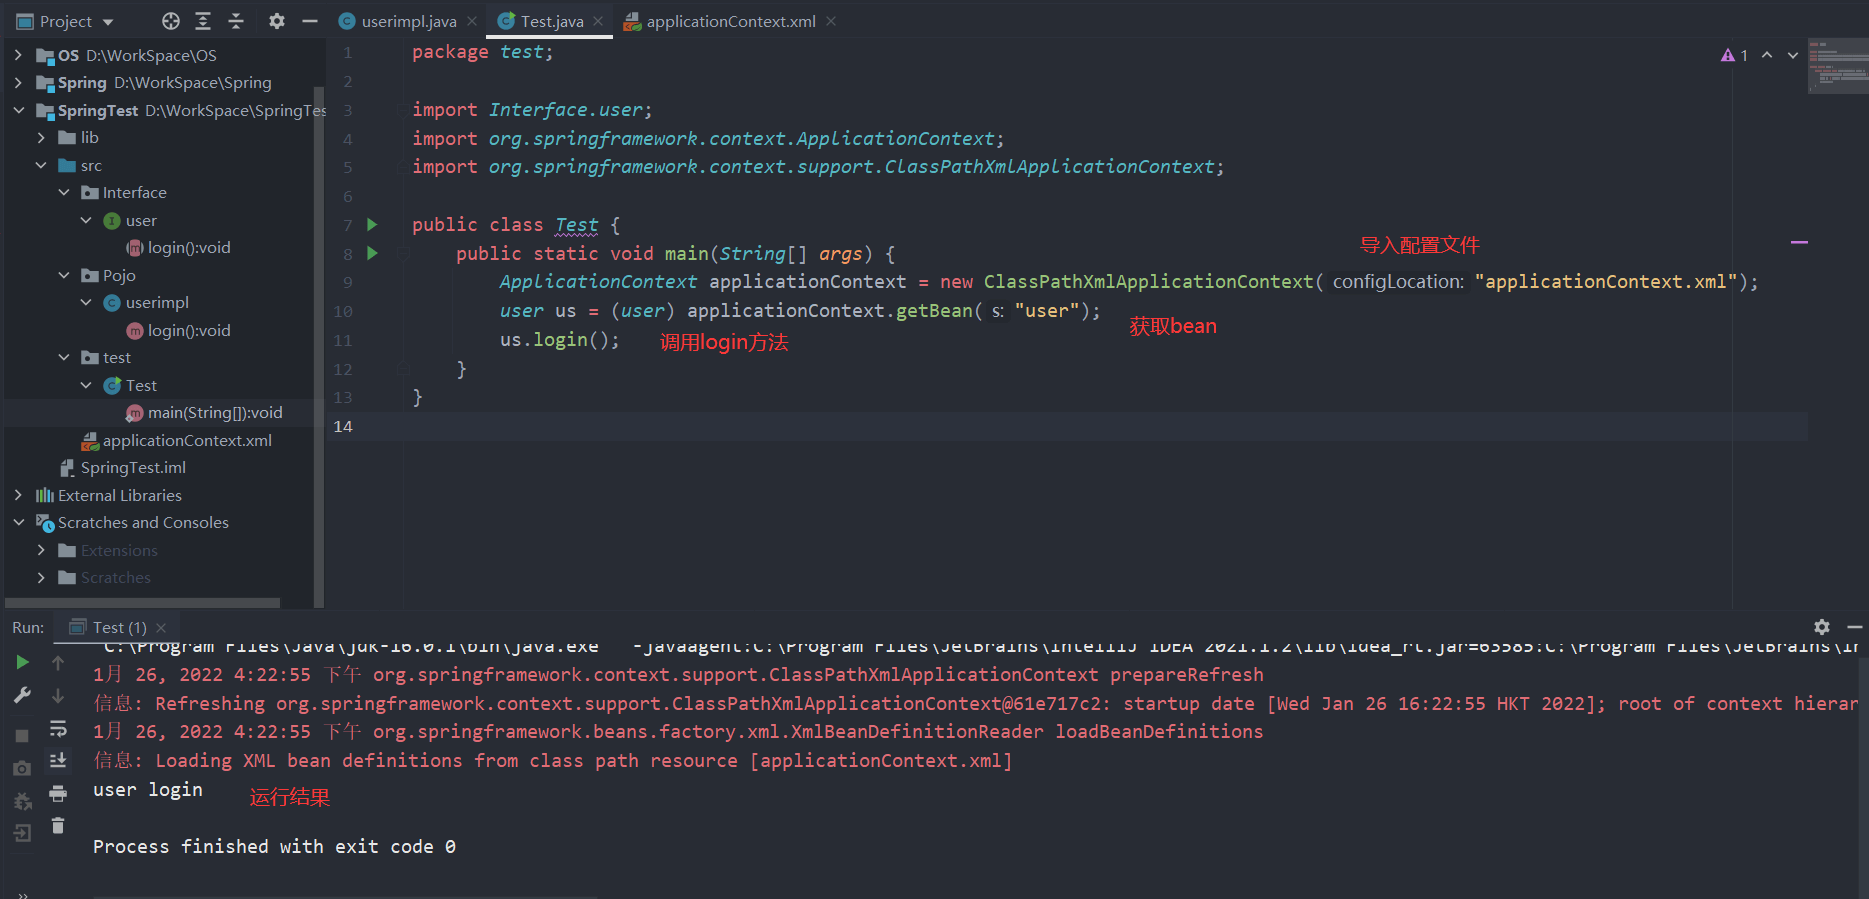 Project
userimpl.java
Test.java
applicationContext.xml
OS D:\WorkSpace\OS
Spring D:\WorkSpace\Spring
SpringTest D:\WorkSpace\SpringTes
lib
src
Interface
user
login():void
Pojo
userimpl
login():void
test
Test
main(String[]):void
applicationContext.xml
SpringTest.iml
External Libraries
Scratches and Consoles
Extensions
Scratches
1 package test;
2
3 import Interface.user;
4 import org.springframework.context.ApplicationContext;
5 import org.springframework.context.support.ClassPathXmlApplicationContext;
6
7 public class Test {
8 public static void main(String[] args) {
导入配置文件
9 ApplicationContext applicationContext = new ClassPathXmlApplicationContext( configLocation: "applicationContext.xml");
10 user us = (user) applicationContext.getBean( s: "user");
获取bean
11 us.login();
调用login方法
12 }
13 }
14
1
Run: Test (1)
"C:\Program Files\Java\jdk-16.0.1\bin\java.exe" "-javaagent:C:\Program Files\JetBrains\IntelliJ IDEA 2021.1.2\lib\idea_rt.jar=63585:C:\Program Files\JetBrains\In
1月 26, 2022 4:22:55 下午 org.springframework.context.support.ClassPathXmlApplicationContext prepareRefresh
信息: Refreshing org.springframework.context.support.ClassPathXmlApplicationContext@61e717c2: startup date [Wed Jan 26 16:22:55 HKT 2022]; root of context hierar
1月 26, 2022 4:22:55 下午 org.springframework.beans.factory.xml.XmlBeanDefinitionReader loadBeanDefinitions
信息: Loading XML bean definitions from class path resource [applicationContext.xml]
user login
运行结果
Process finished with exit code 0